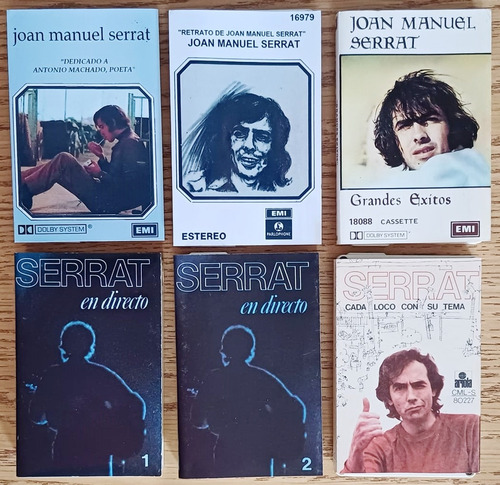 joan manuel serrat
"DEDICADO A
ANTONIO MACHADO, POETA"
DOLBY SYSTEM®
EMI
16979
"RETRATO DE JOAN MANUEL SERRAT"
JOAN MANUEL SERRAT
ESTEREO
EMI
PARLOPHONE
JOAN MANUEL
SERRAT
Grandes Exitos
18088 CASSETTE
DOLBY SYSTEM
EMI
SERRAT
en directo
1
SERRAT
en directo
2
SERRAT
CADA LOCO CON SU TEMA
ariola
CML-S
80227